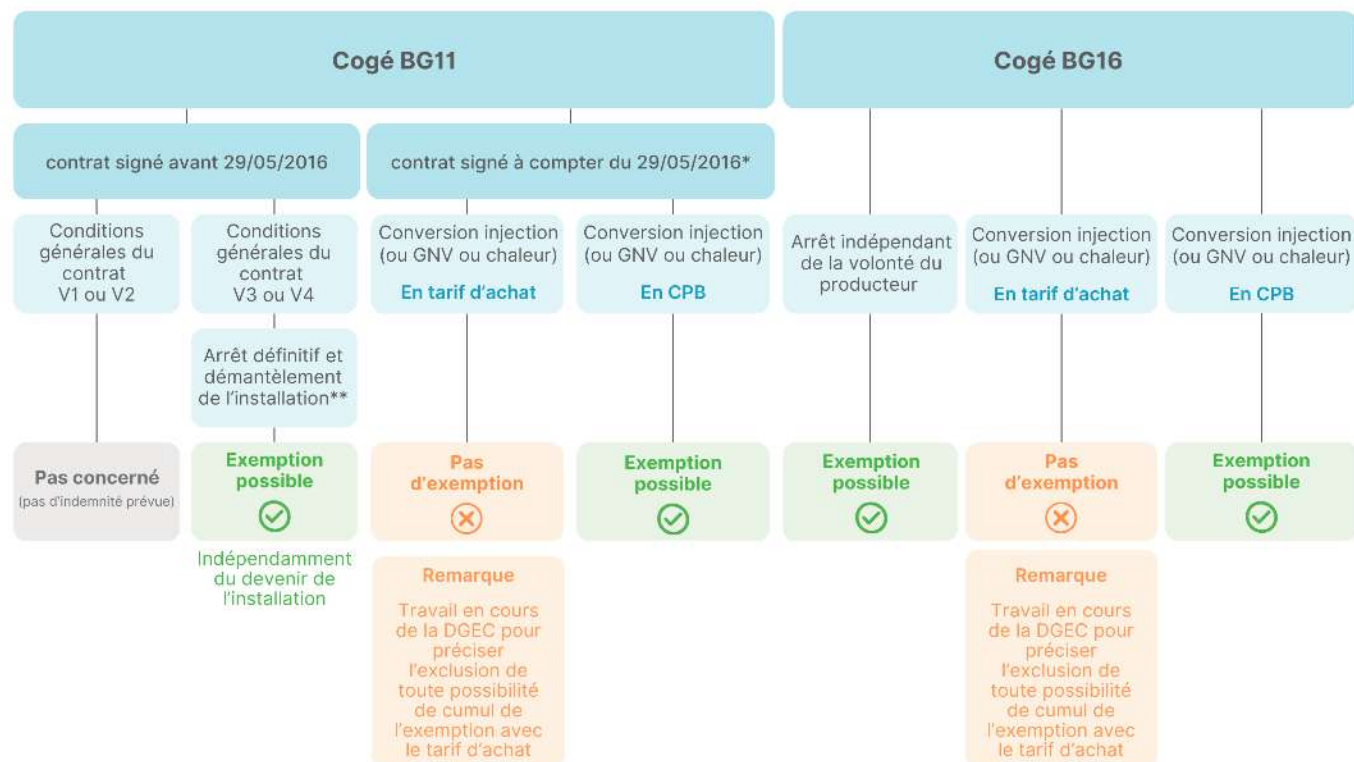 Cogé BG11
Cogé BG16
contrat signé avant 29/05/2016
contrat signé à compter du 29/05/2016*
Conditions
générales du
contrat
V1 ou V2
Conditions
générales du
contrat
V3 ou V4
Conversion injection
(ou GNV ou chaleur)
En tarif d'achat
Conversion injection
(ou GNV ou chaleur)
En CPB
Arrêt indépendant
de la volonté du
producteur
Conversion injection
(ou GNV ou chaleur)
En tarif d'achat
Conversion injection
(ou GNV ou chaleur)
En CPB
Arrêt définitif et
démantèlement
de l'installation**
Pas concerné
(pas d'indemnité prévue)
Exemption
possible
Pas
d'exemption
Exemption
possible
Exemption
possible
Pas
d'exemption
Exemption
possible
Indépendamment
du devenir de
l'installation
Remarque
Travail en cours
de la DGEC pour
préciser
l'exclusion de
toute possibilité
de cumul de
l'exemption avec
le tarif d'achat
Remarque
Travail en cours
de la DGEC pour
préciser
l'exclusion de
toute possibilité
de cumul de
l'exemption avec
le tarif d'achat